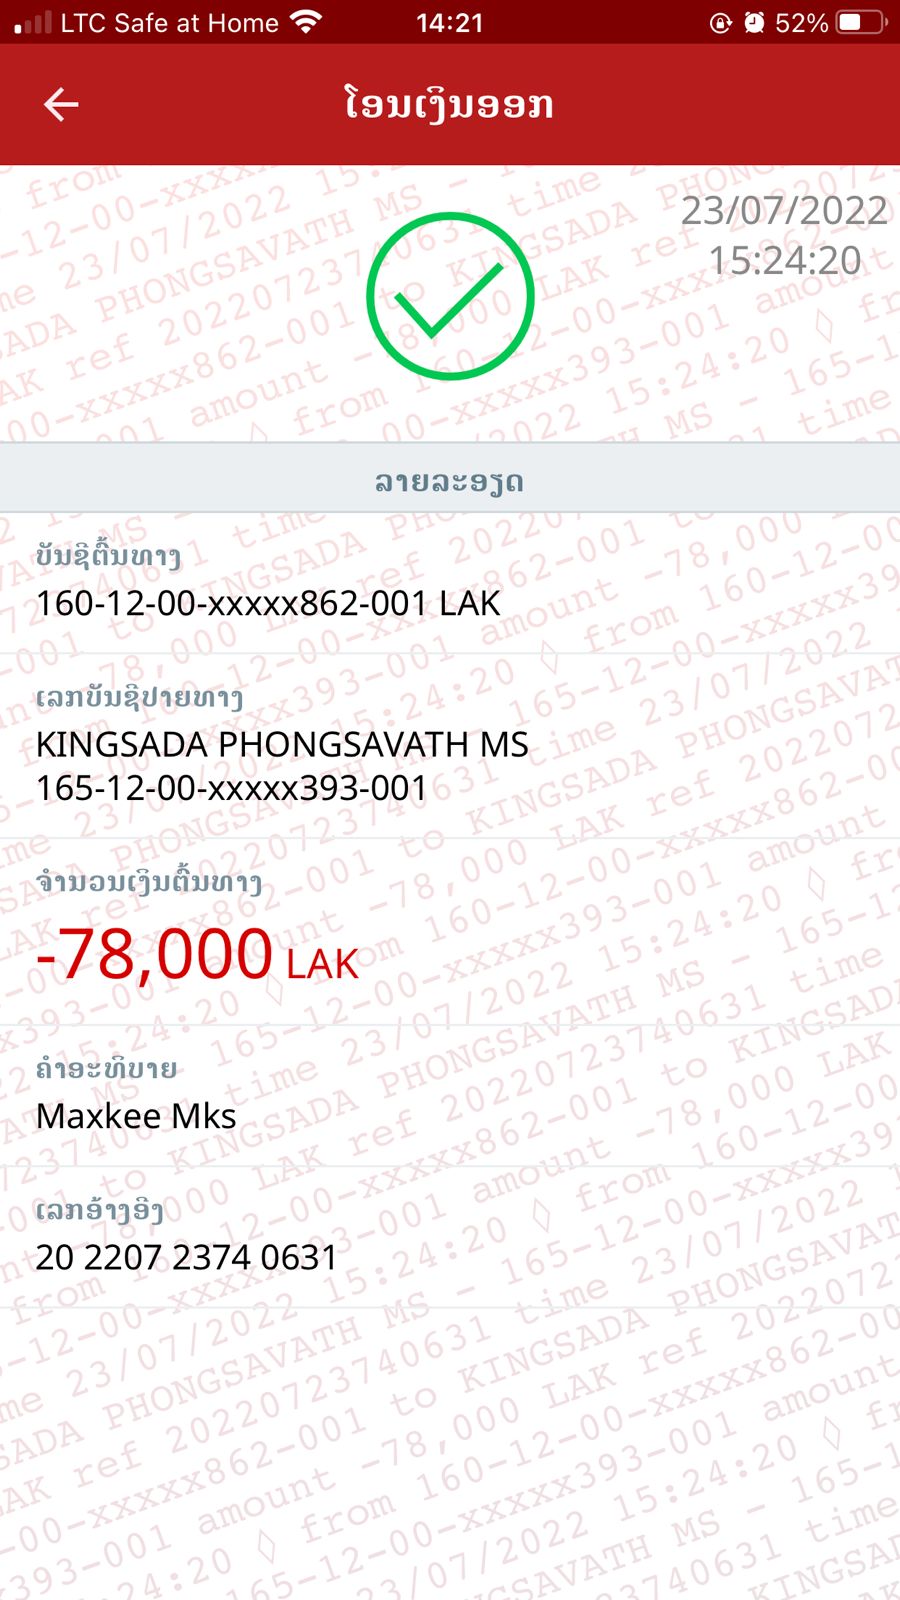 LTC Safe at Home
14:21
52%
ໂອນເງິນອອກ
23/07/2022
15:24:20
ລາຍລະອຽດ
ບັນຊີຕົ້ນທາງ
160-12-00-xxxxx862-001 LAK
ເລກບັນຊີປາຍທາງ
KINGSADA PHONGSAVATH MS
165-12-00-xxxxx393-001
ຈຳນວນເງິນຕົ້ນທາງ
-78,000 LAK
ຄຳອະທິບາຍ
Maxkee Mks
ເລກອ້າງອີງ
20 2207 2374 0631